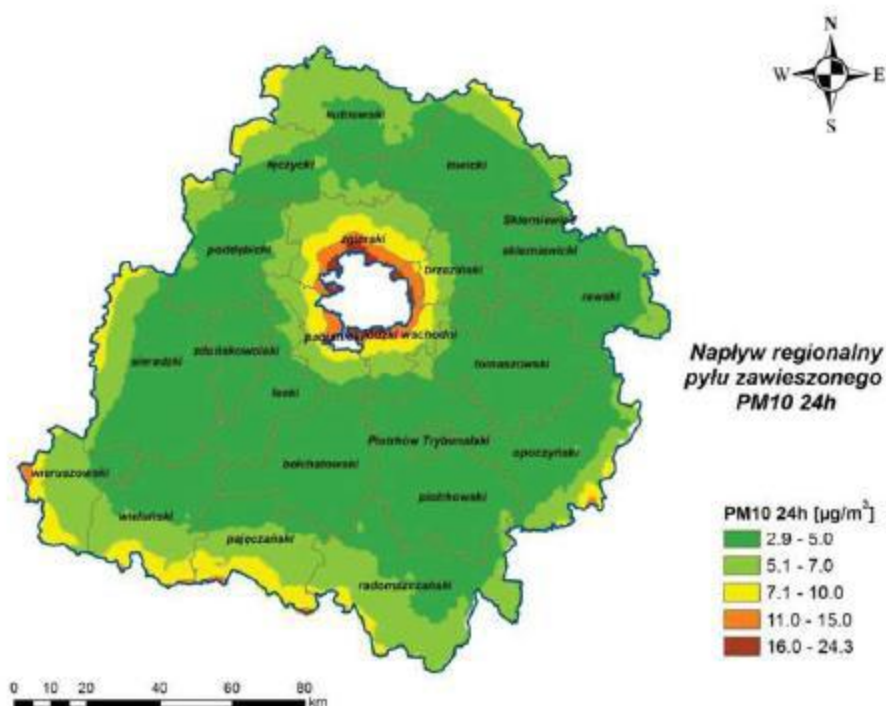 N
W E
S
kutnowski
łęczycki
łowicki
Skierniewice
skierniewicki
zgierski
poddębicki
brzeziński
rawski
łódzki wschodni
zduńskowolski
sieradzki
tomaszowski
łaski
Napływ regionalny
pyłu zawieszonego
PM10 24h
Piotrków Trybunalski
opoczyński
bełchatowski
wieruszowski
piotrkowski
wieluński
pajęczański
radomszczański
PM10 24h [µg/m³]
2.9 - 5.0
5.1 - 7.0
7.1 - 10.0
11.0 - 15.0
16.0 - 24.3
0 10 20 40 60 80
km